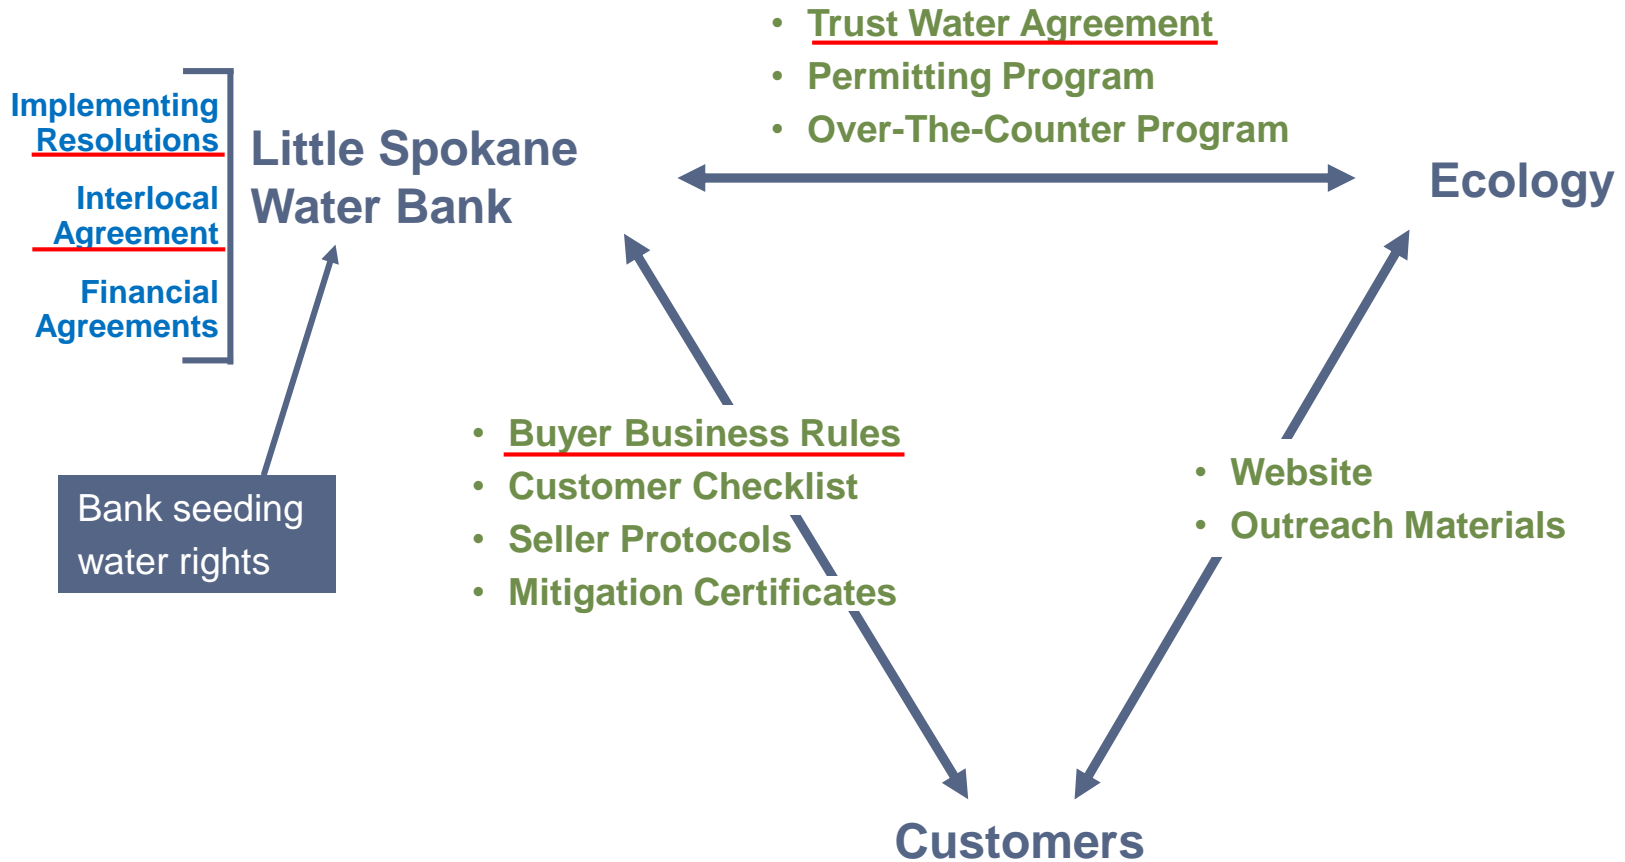 • Trust Water Agreement
• Permitting Program
• Over-The-Counter Program
Implementing
Resolutions
Interlocal
Agreement
Financial
Agreements
Little Spokane
Water Bank
Ecology
Bank seeding
water rights
• Buyer Business Rules
• Customer Checklist
• Seller Protocols
• Mitigation Certificates
• Website
• Outreach Materials
Customers